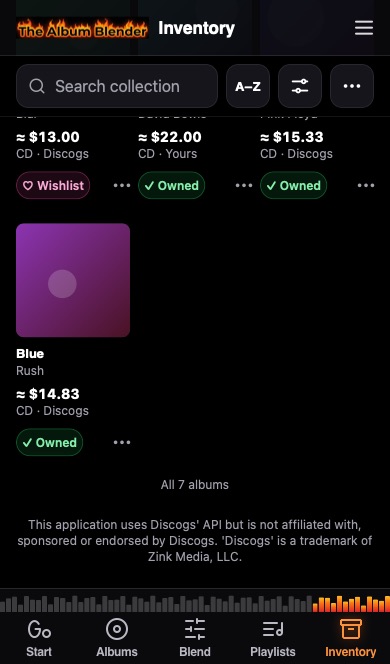 The Album Blender Inventory
Search collection A–Z
≈ $13.00 ≈ $22.00 ≈ $15.33
CD · Discogs CD · Yours CD · Discogs
Wishlist Owned Owned
Blue
Rush
≈ $14.83
CD · Discogs
Owned
All 7 albums
This application uses Discogs' API but is not affiliated with,
sponsored or endorsed by Discogs. 'Discogs' is a trademark of
Zink Media, LLC.
Start Albums Blend Playlists Inventory